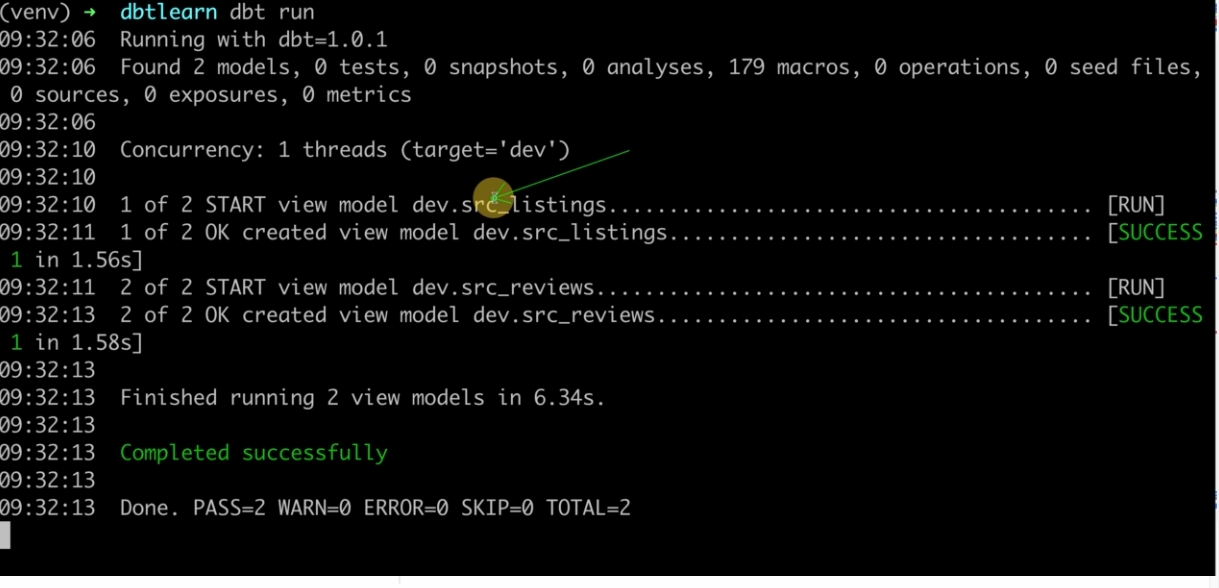 (venv) → dbtlearn dbt run
09:32:06  Running with dbt=1.0.1
09:32:06  Found 2 models, 0 tests, 0 snapshots, 0 analyses, 179 macros, 0 operations, 0 seed files,
 0 sources, 0 exposures, 0 metrics
09:32:06
09:32:10  Concurrency: 1 threads (target='dev')
09:32:10
09:32:10  1 of 2 START view model dev.src_listings........................................ [RUN]
09:32:11  1 of 2 OK created view model dev.src_listings................................... [SUCCESS
 1 in 1.56s]
09:32:11  2 of 2 START view model dev.src_reviews......................................... [RUN]
09:32:13  2 of 2 OK created view model dev.src_reviews.................................... [SUCCESS
 1 in 1.58s]
09:32:13
09:32:13  Finished running 2 view models in 6.34s.
09:32:13
09:32:13  Completed successfully
09:32:13
09:32:13  Done. PASS=2 WARN=0 ERROR=0 SKIP=0 TOTAL=2